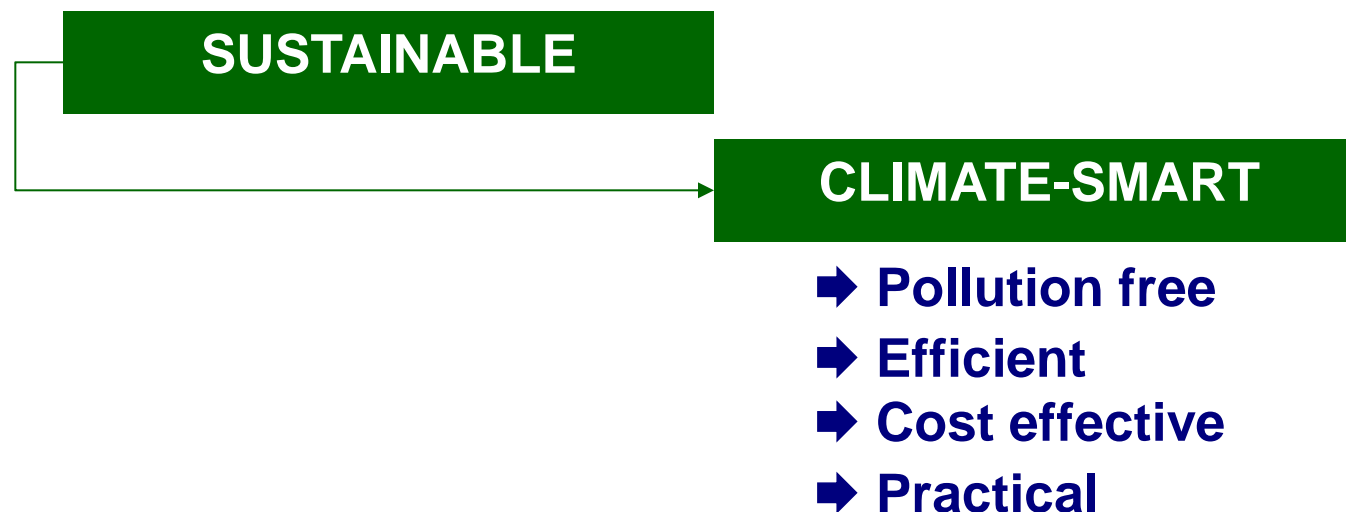 SUSTAINABLE
CLIMATE-SMART
Pollution free
Efficient
Cost effective
Practical